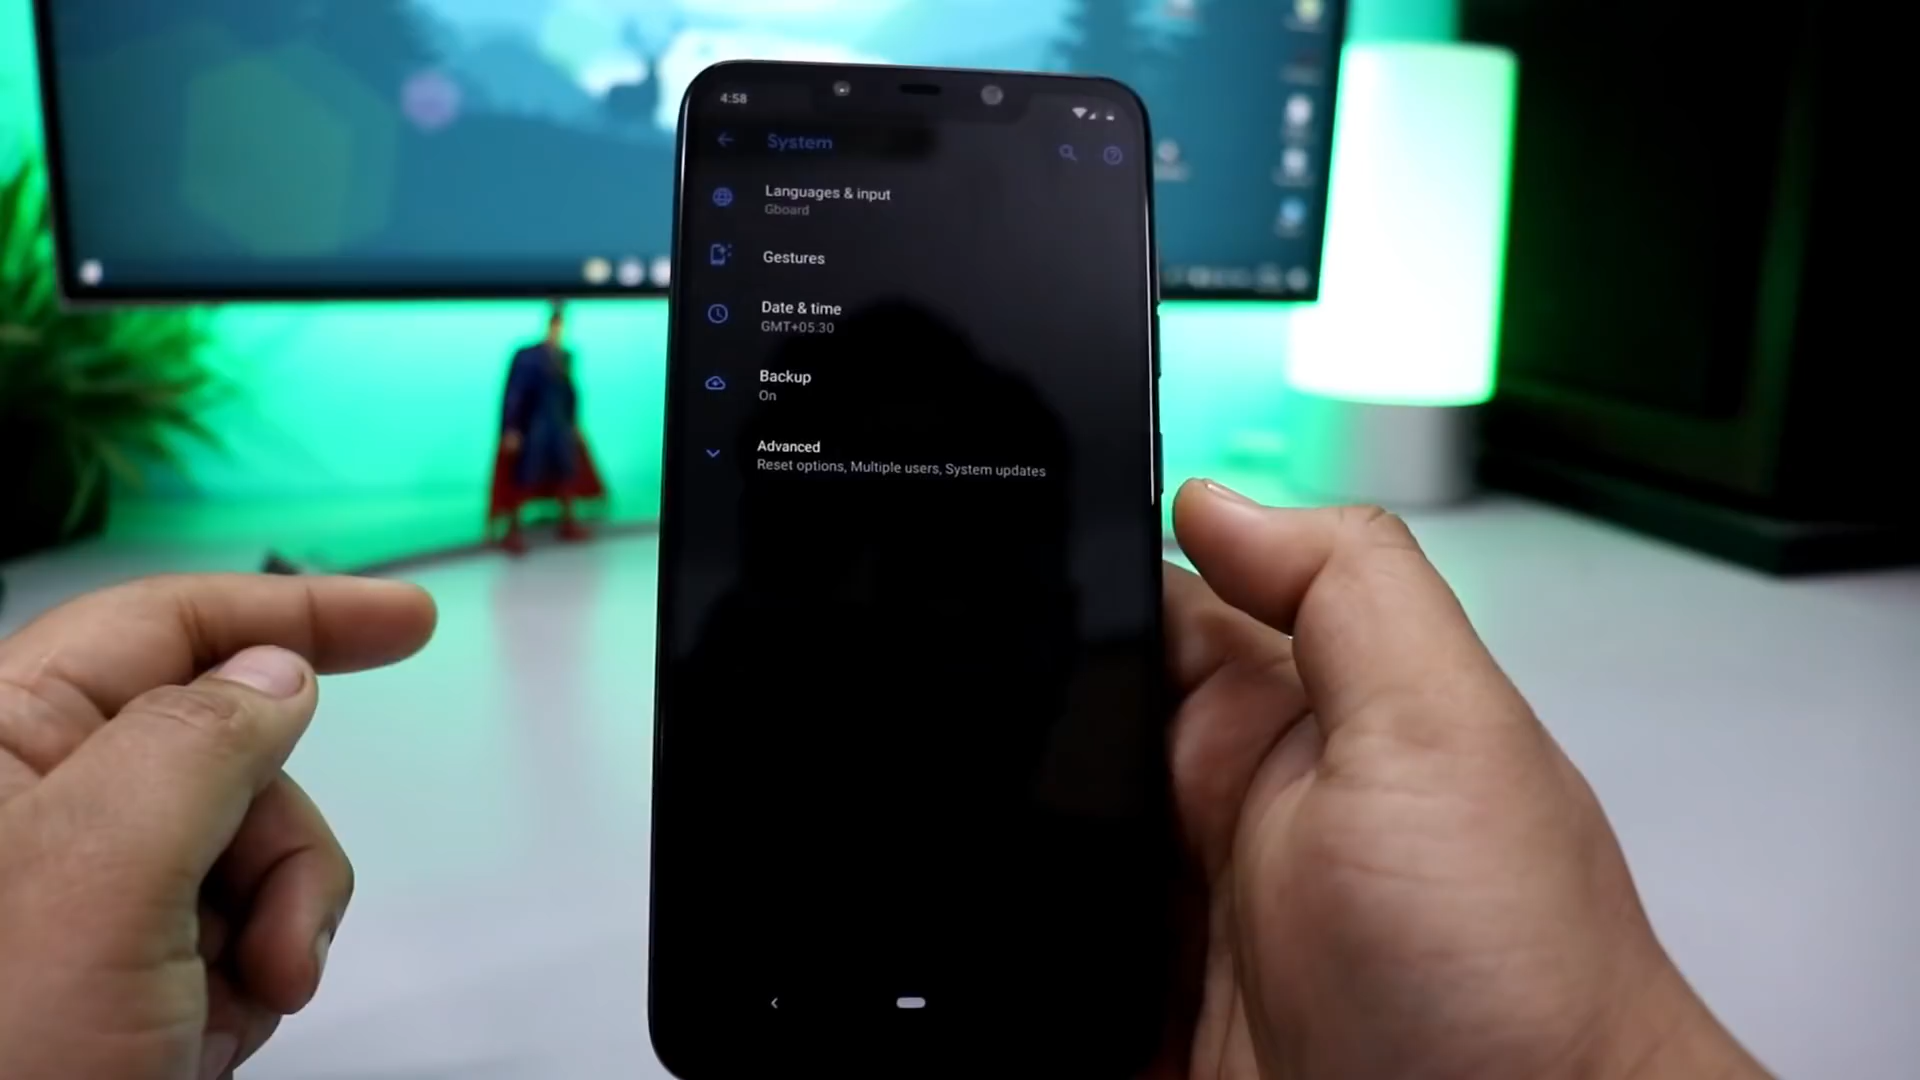 4:58
System
Languages & input
Gboard
Gestures
Date & time
GMT+05:30
Backup
On
Advanced
Reset options, Multiple users, System updates